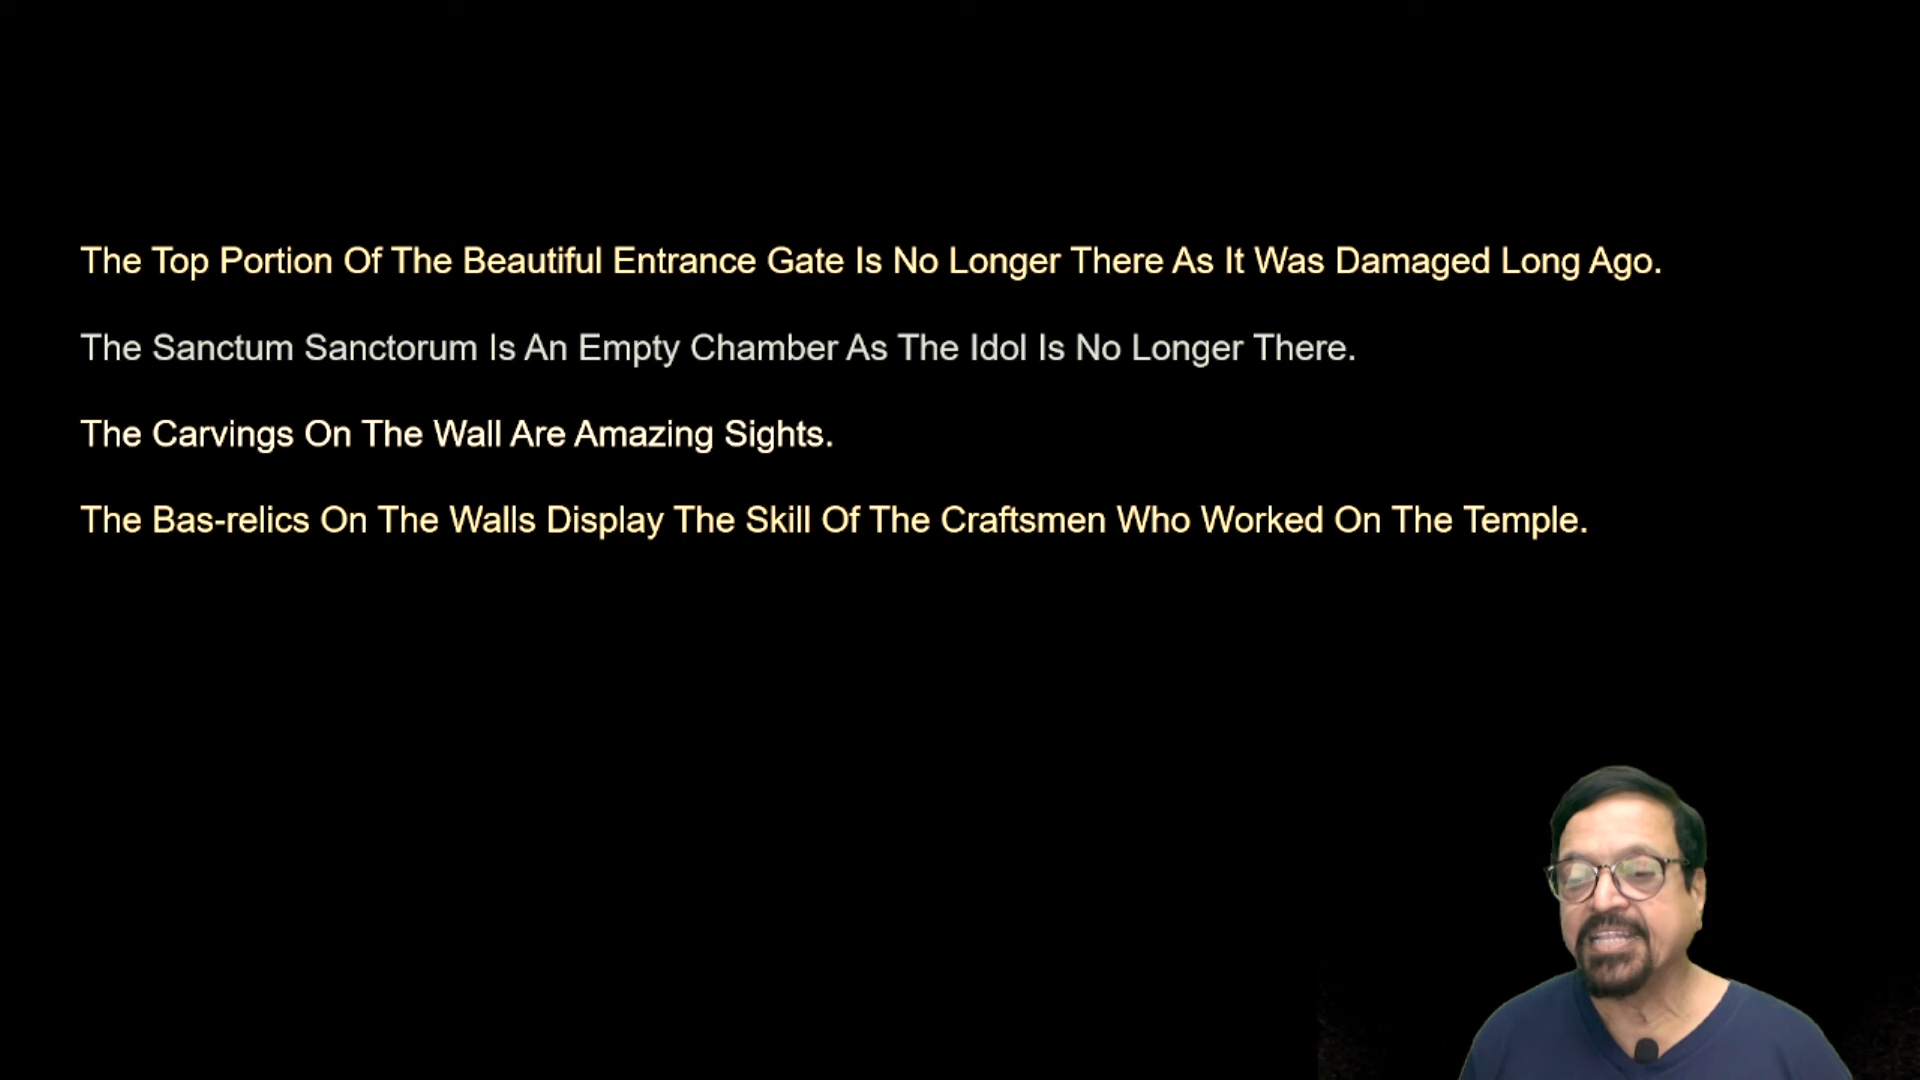 The Top Portion Of The Beautiful Entrance Gate Is No Longer There As It Was Damaged Long Ago.
The Sanctum Sanctorum Is An Empty Chamber As The Idol Is No Longer There.
The Carvings On The Wall Are Amazing Sights.
The Bas-relics On The Walls Display The Skill Of The Craftsmen Who Worked On The Temple.